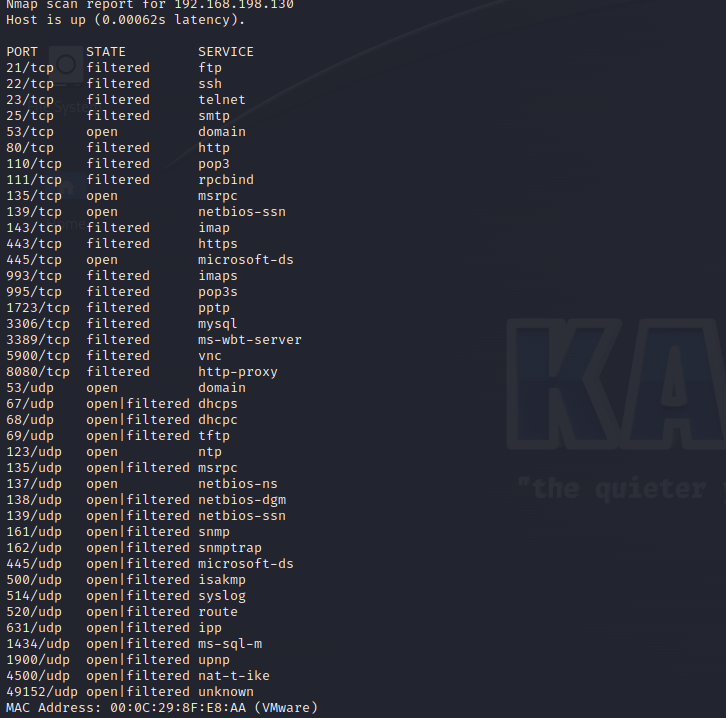 Nmap scan report for 192.168.198.130
Host is up (0.00062s latency).
PORT STATE SERVICE
21/tcp filtered ftp
22/tcp filtered ssh
23/tcp filtered telnet
25/tcp filtered smtp
53/tcp open domain
80/tcp filtered http
110/tcp filtered pop3
111/tcp filtered rpcbind
135/tcp open msrpc
139/tcp open netbios-ssn
143/tcp filtered imap
443/tcp filtered https
445/tcp open microsoft-ds
993/tcp filtered imaps
995/tcp filtered pop3s
1723/tcp filtered pptp
3306/tcp filtered mysql
3389/tcp filtered ms-wbt-server
5900/tcp filtered vnc
8080/tcp filtered http-proxy
53/udp open domain
67/udp open|filtered dhcps
68/udp open|filtered dhcpc
69/udp open|filtered tftp
123/udp open ntp
135/udp open|filtered msrpc
137/udp open netbios-ns
138/udp open|filtered netbios-dgm
139/udp open|filtered netbios-ssn
161/udp open|filtered snmp
162/udp open|filtered snmptrap
445/udp open|filtered microsoft-ds
500/udp open|filtered isakmp
514/udp open|filtered syslog
520/udp open|filtered route
631/udp open|filtered ipp
1434/udp open|filtered ms-sql-m
1900/udp open|filtered upnp
4500/udp open|filtered nat-t-ike
49152/udp open|filtered unknown
MAC Address: 00:0C:29:8F:E8:AA (VMware)
KA
"the quieter